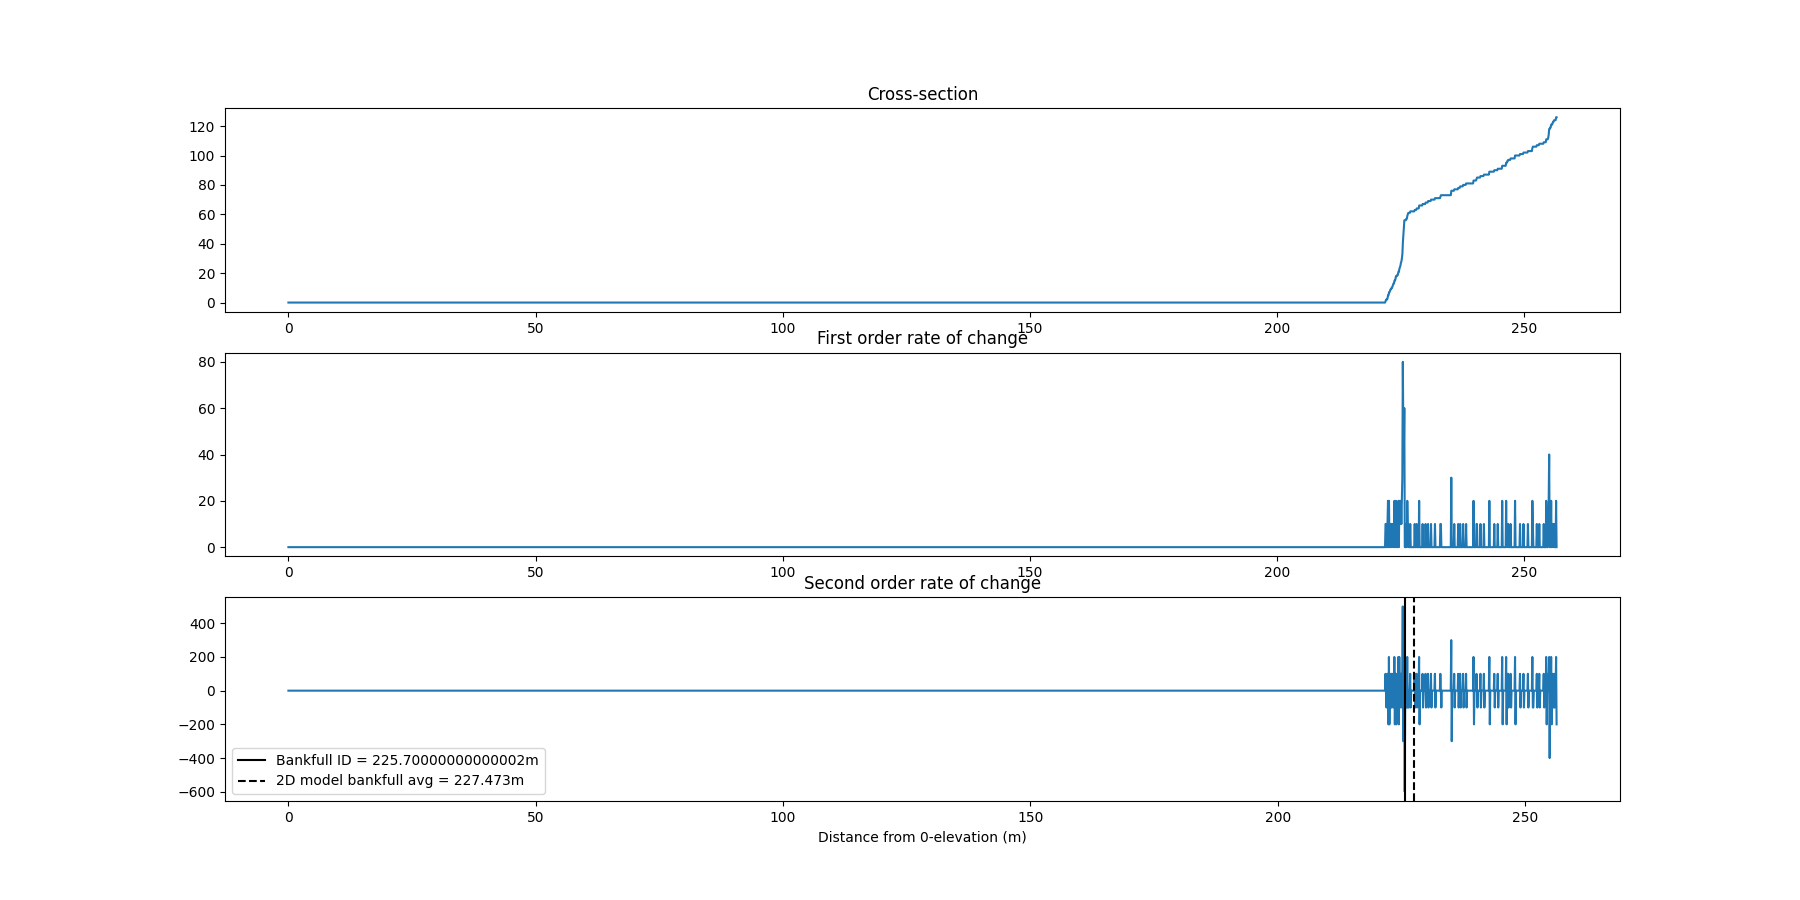 Cross-section
120
100
80
60
40
20
0
0 50 100 150 200 250
First order rate of change
80
60
40
20
0
0 50 100 150 200 250
Second order rate of change
400
200
0
−200
−400
−600
Bankfull ID = 225.70000000000002m
2D model bankfull avg = 227.473m
0 50 100 150 200 250
Distance from 0-elevation (m)